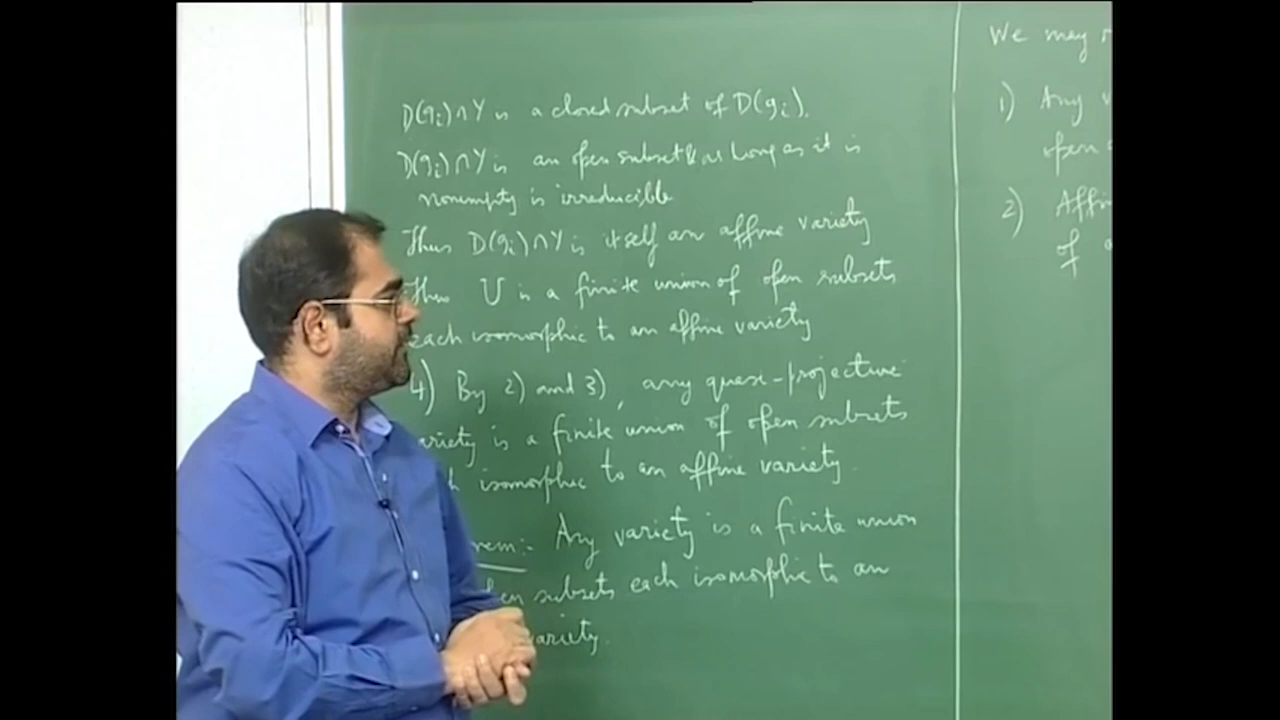 D(gi)∩Y is a closed subset of D(gi).
D(gi)∩Y is an open subset & as long as it is
nonempty is irreducible
Thus D(gi)∩Y is itself an affine variety
Thus U is a finite union of open subsets
each isomorphic to an affine variety
4) By 2) and 3), any quasi-projective
variety is a finite union of open subsets
isomorphic to an affine variety.
rem:- Any variety is a finite union
subsets each isomorphic to an
variety.
We may
1) Any
open
2) Affi
of a